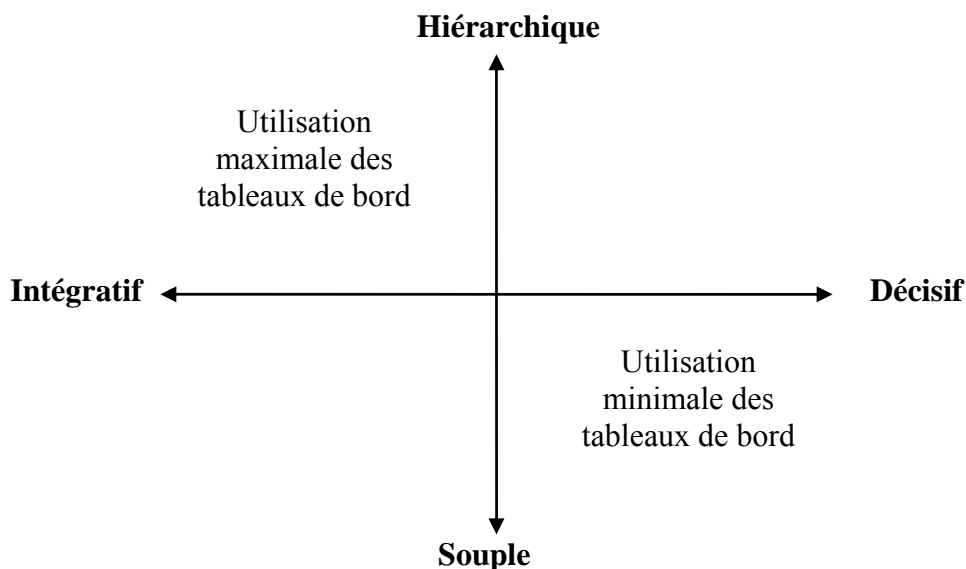 Hiérarchique
Utilisation
maximale des
tableaux de bord
Intégratif
Décisif
Utilisation
minimale des
tableaux de bord
Souple